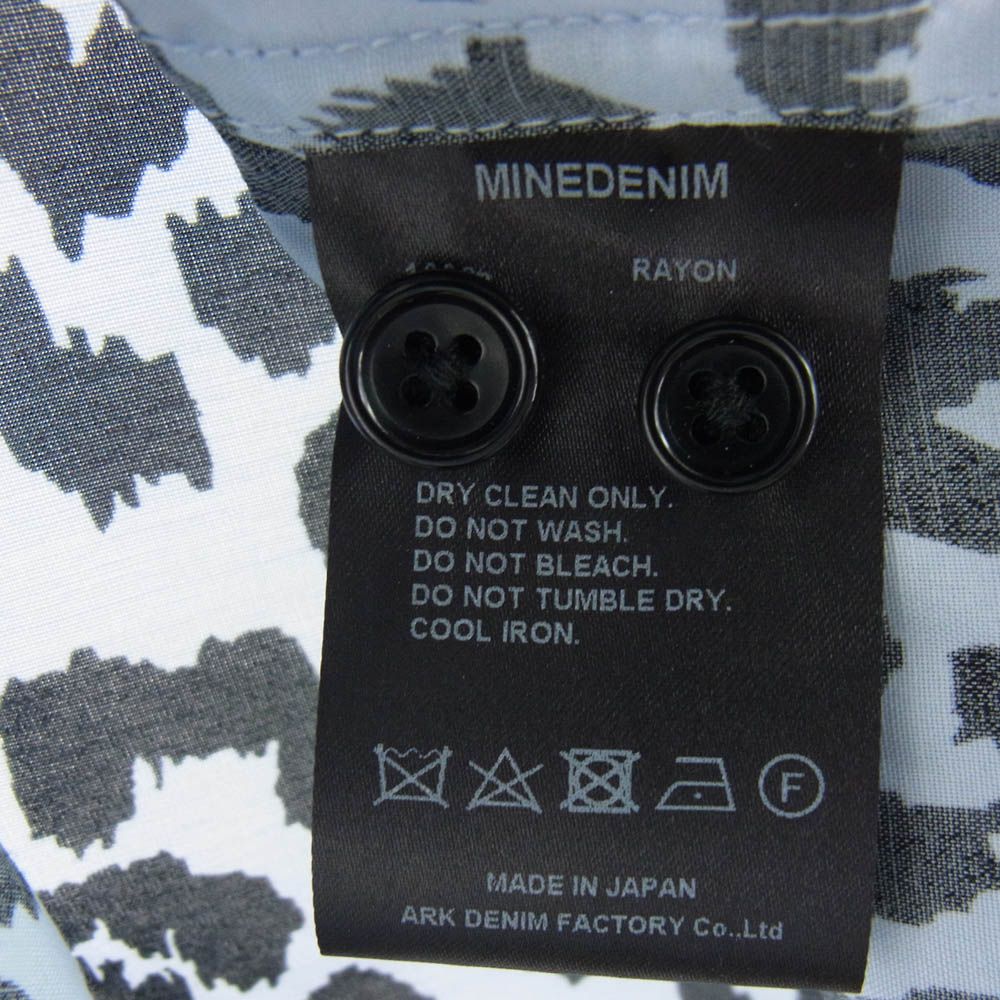 MINEDENIM
RAYON
DRY CLEAN ONLY.
DO NOT WASH.
DO NOT BLEACH.
DO NOT TUMBLE DRY.
COOL IRON.
F
MADE IN JAPAN
ARK DENIM FACTORY Co.,Ltd